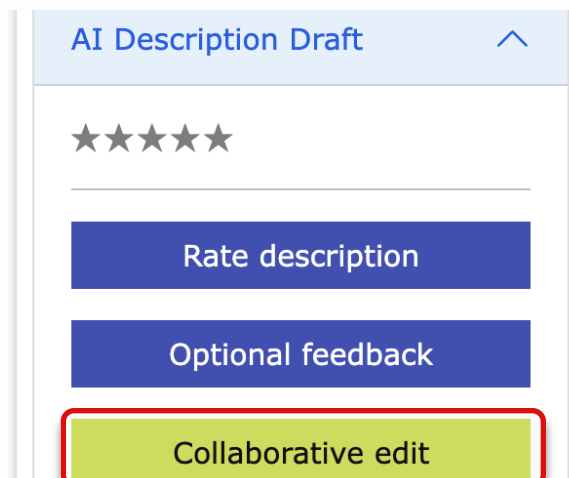 AI Description Draft
Rate description
Optional feedback
Collaborative edit